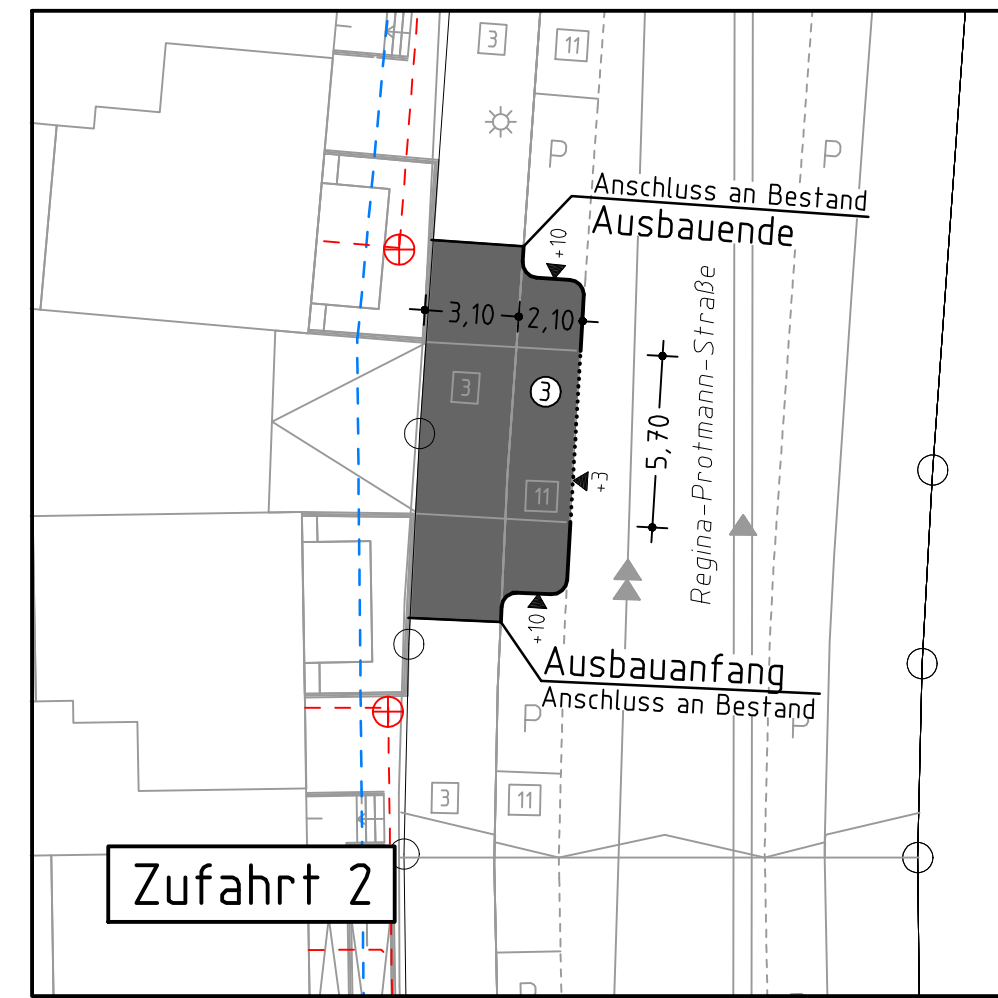 3
11
P
P
Anschluss an Bestand
Ausbauende
+10
3,10
2,10
3
3
5,70
Regina-Protmann-Straße
+3
11
+10
Ausbauanfang
Anschluss an Bestand
P
P
3
11
Zufahrt 2
P